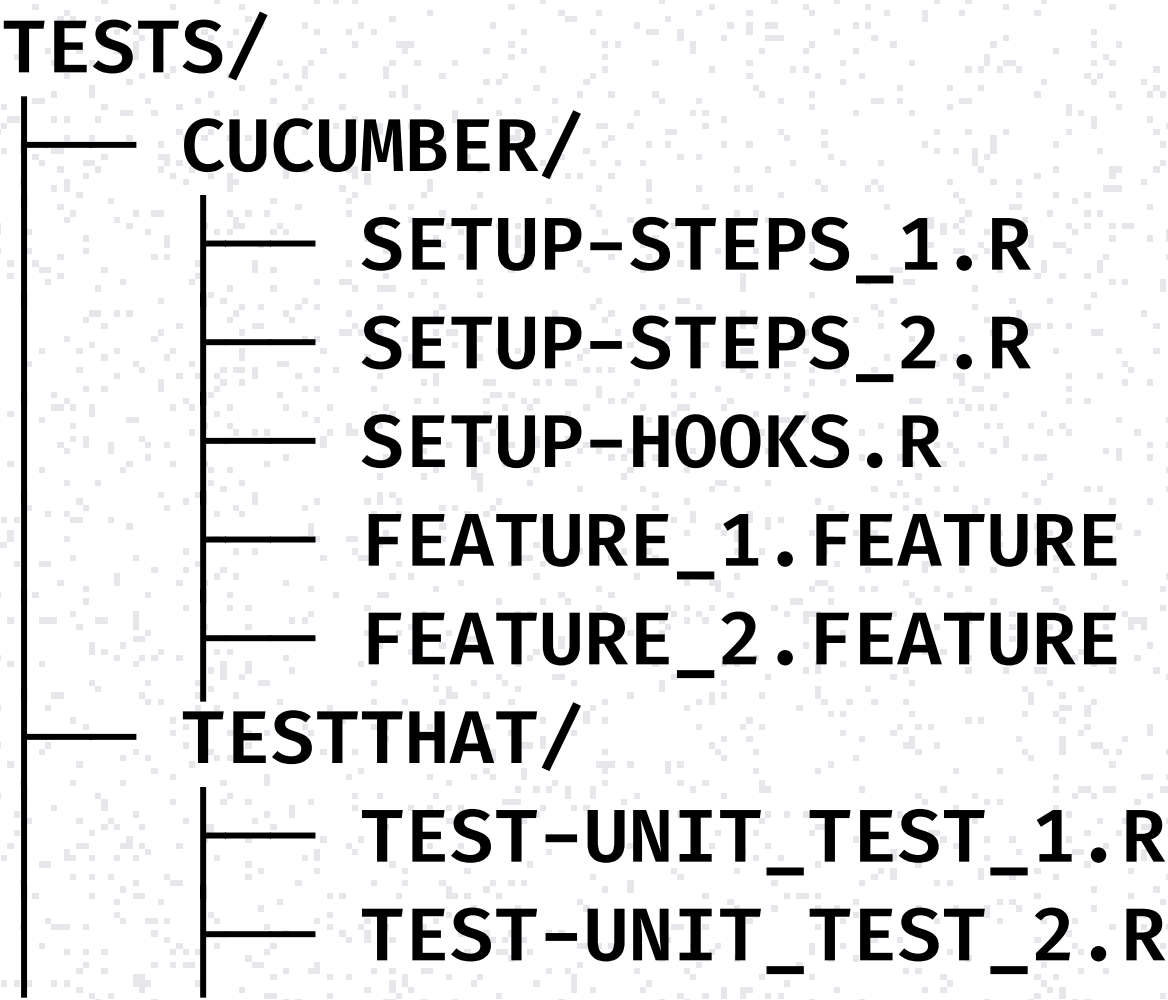 TESTS/
CUCUMBER/
SETUP-STEPS_1.R
SETUP-STEPS_2.R
SETUP-HOOKS.R
FEATURE_1.FEATURE
FEATURE_2.FEATURE
TESTTHAT/
TEST-UNIT_TEST_1.R
TEST-UNIT_TEST_2.R